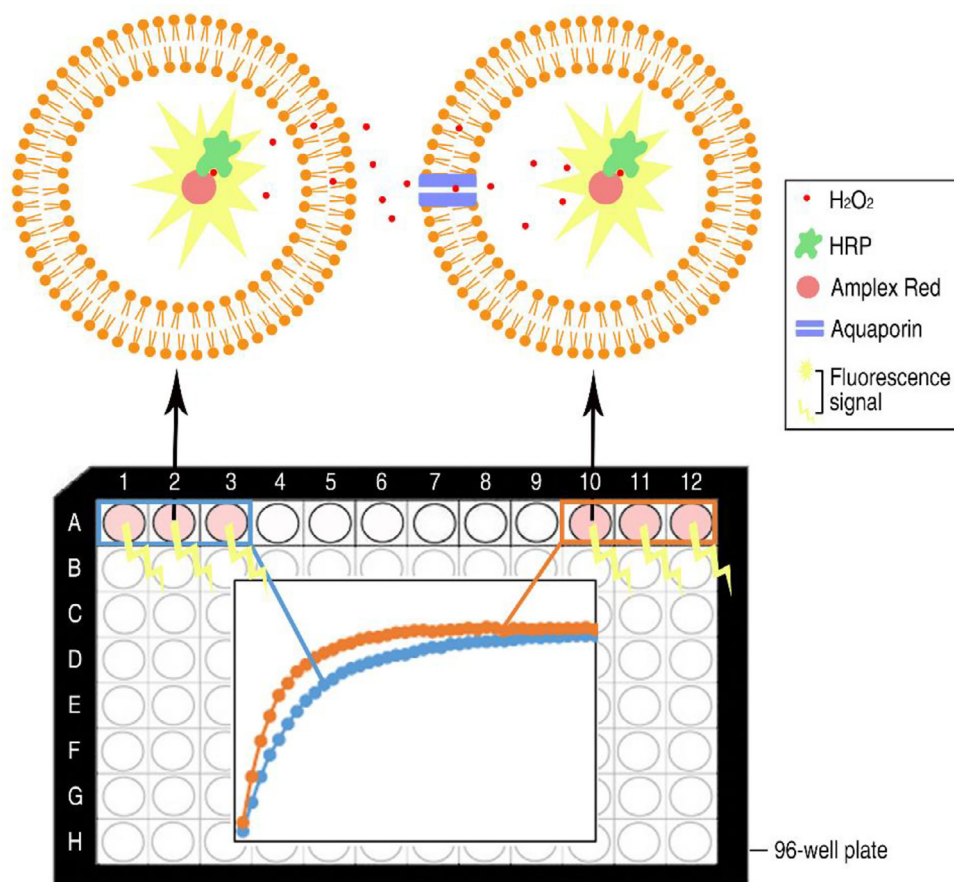 H₂O₂
HRP
Amplex Red
Aquaporin
Fluorescence
signal
1 2 3 4 5 6 7 8 9 10 11 12
A
B
C
D
E
F
G
H
96-well plate